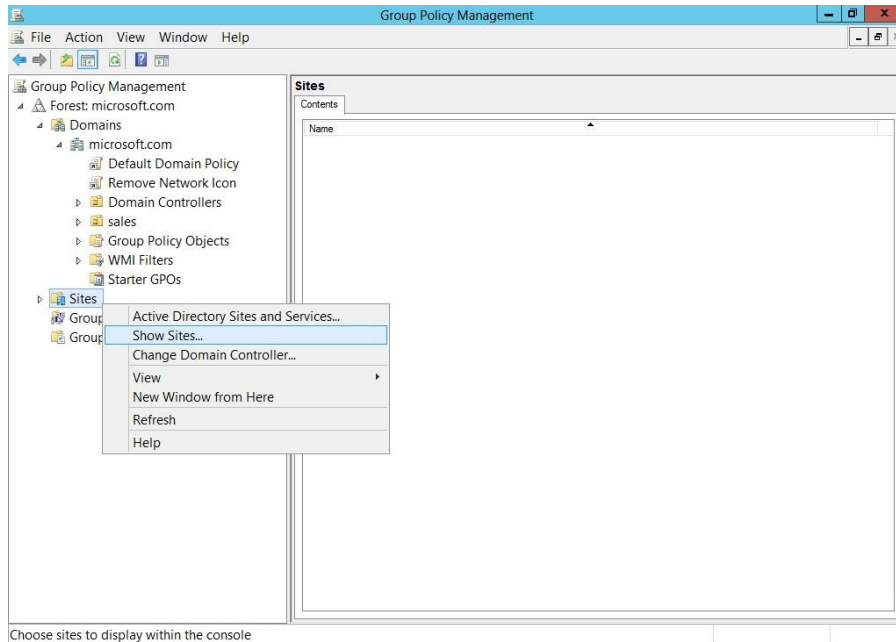 Group Policy Management
File Action View Window Help
Group Policy Management
Forest: microsoft.com
Domains
microsoft.com
Default Domain Policy
Remove Network Icon
Domain Controllers
sales
Group Policy Objects
WMI Filters
Starter GPOs
Sites
Group
Group
Active Directory Sites and Services...
Show Sites...
Change Domain Controller...
View
New Window from Here
Refresh
Help
Sites
Contents
Name
Choose sites to display within the console